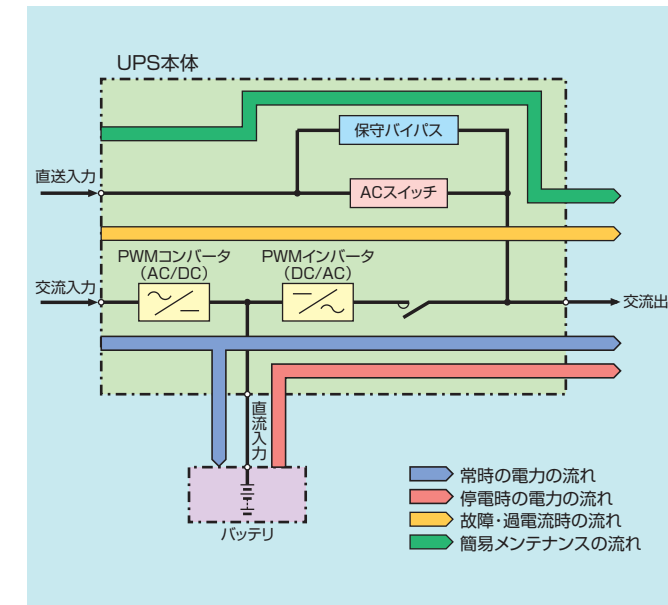 UPS本体
保守バイパス
直送入力
ACスイッチ
PWMコンバータ
(AC/DC)
PWMインバータ
(DC/AC)
交流入力
交流出
直流入力
バッテリ
常時の電力の流れ
停電時の電力の流れ
故障・過電流時の流れ
簡易メンテナンスの流れ